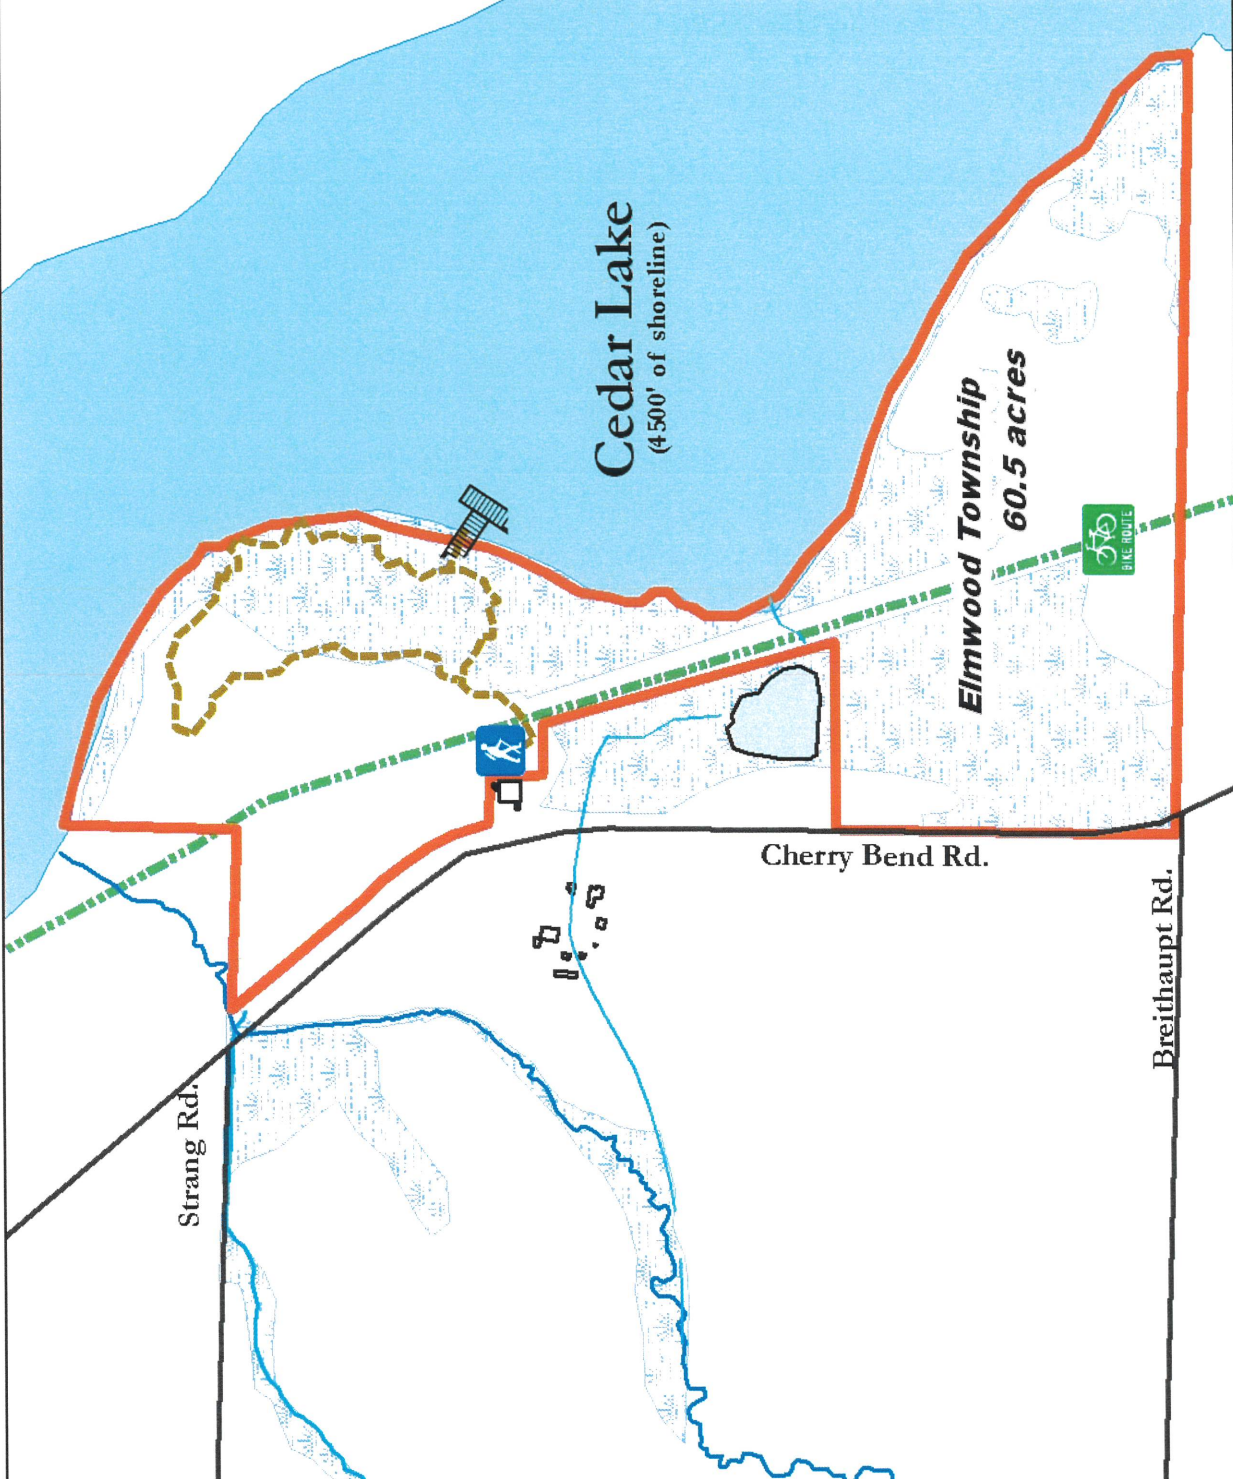 Cedar Lake
(4500' of shoreline)
Elmwood Township
60.5 acres
BIKE ROUTE
Cherry Bend Rd.
Breithaupt Rd.
Strang Rd.